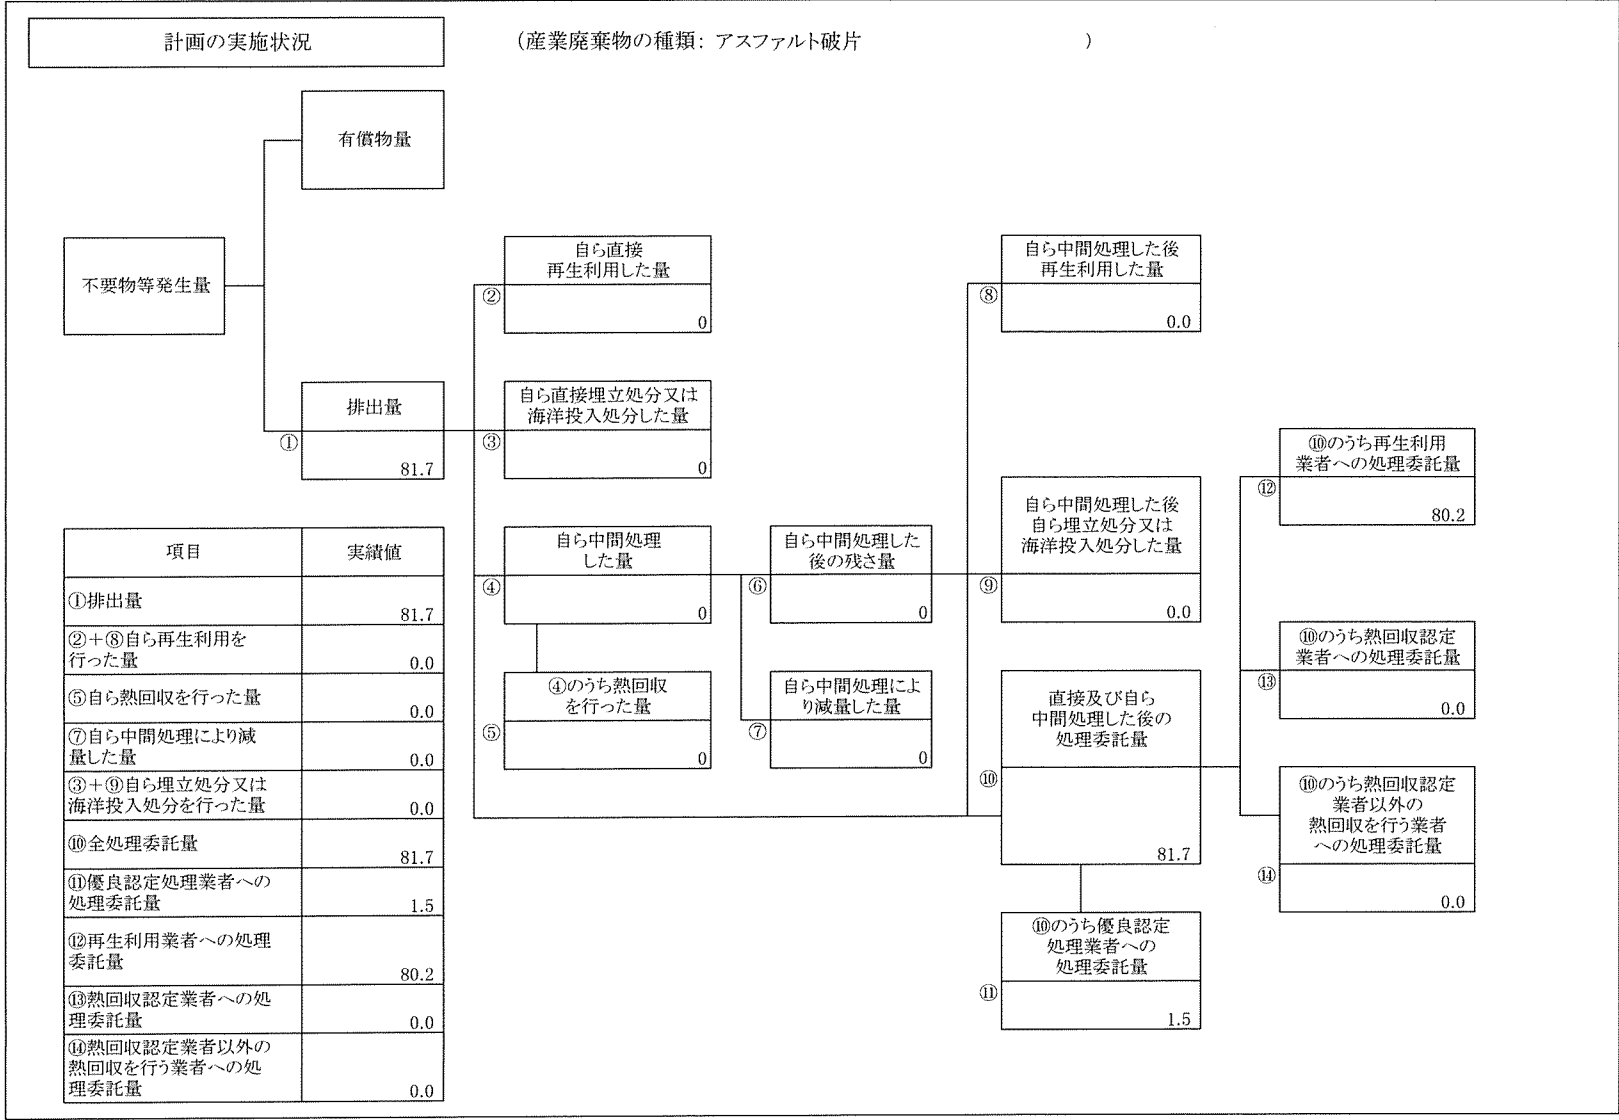 計画の実施状況
(産業廃棄物の種類: アスファルト破片 )
有償物量
不要物等発生量
排出量
①
81.7
自ら直接
再生利用した量
②
0
自ら直接埋立処分又は
海洋投入処分した量
③
0
自ら中間処理
した量
④
0
④のうち熱回収
を行った量
⑤
0
自ら中間処理した
後の残さ量
⑥
0
自ら中間処理によ
り減量した量
⑦
0
自ら中間処理した後
再生利用した量
⑧
0.0
自ら中間処理した後
自ら埋立処分又は
海洋投入処分した量
⑨
0.0
直接及び自ら
中間処理した後の
処理委託量
⑩
81.7
⑩のうち優良認定
処理業者への
処理委託量
⑪
1.5
⑩のうち再生利用
業者への処理委託量
⑫
80.2
⑩のうち熱回収認定
業者への処理委託量
⑬
0.0
⑩のうち熱回収認定
業者以外の
熱回収を行う業者
への処理委託量
⑭
0.0
項目 実績値
①排出量
81.7
②+⑧自ら再生利用を
行った量
0.0
⑤自ら熱回収を行った量
0.0
⑦自ら中間処理により減
量した量
0.0
③+⑨自ら埋立処分又は
海洋投入処分を行った量
0.0
⑩全処理委託量
81.7
⑪優良認定処理業者への
処理委託量
1.5
⑫再生利用業者への処理
委託量
80.2
⑬熱回収認定業者への処
理委託量
0.0
⑭熱回収認定業者以外の
熱回収を行う業者への処
理委託量
0.0